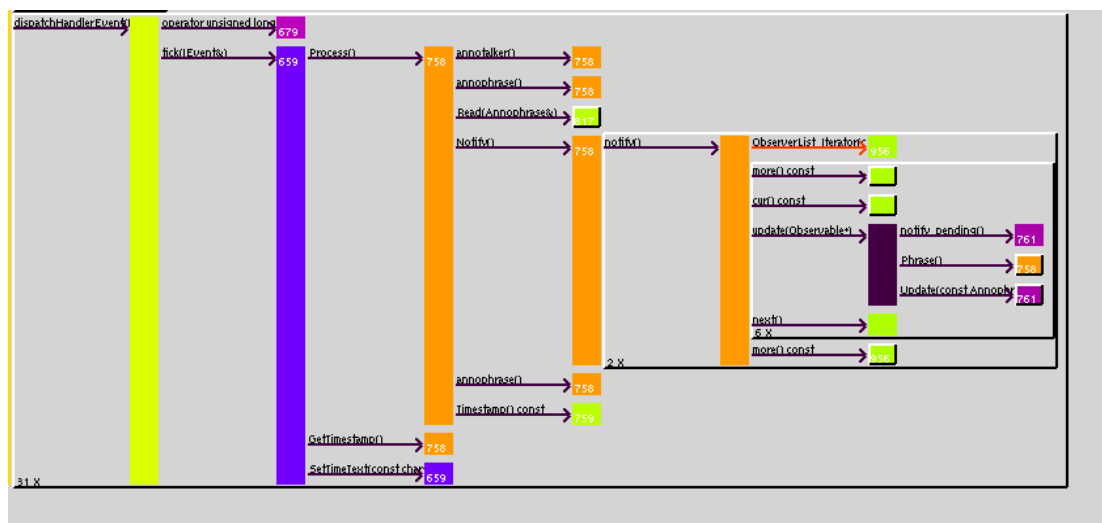 dispatchHandlerEvent(I
operator unsigned long
679
tick(IEvent&)
659
Process()
758
annotalker()
758
annophrase()
758
Read(Annophrase&)
817
Notify()
758
notify()
ObserverList_Iterator(c
956
more() const
cur() const
update(Observable*)
notify_pending()
761
Phrase()
758
Update(const Annophr
761
next()
6 X
more() const
956
2 X
annophrase()
758
Timestamp() const
759
GetTimestamp()
758
SetTimeText(const char
659
31 X